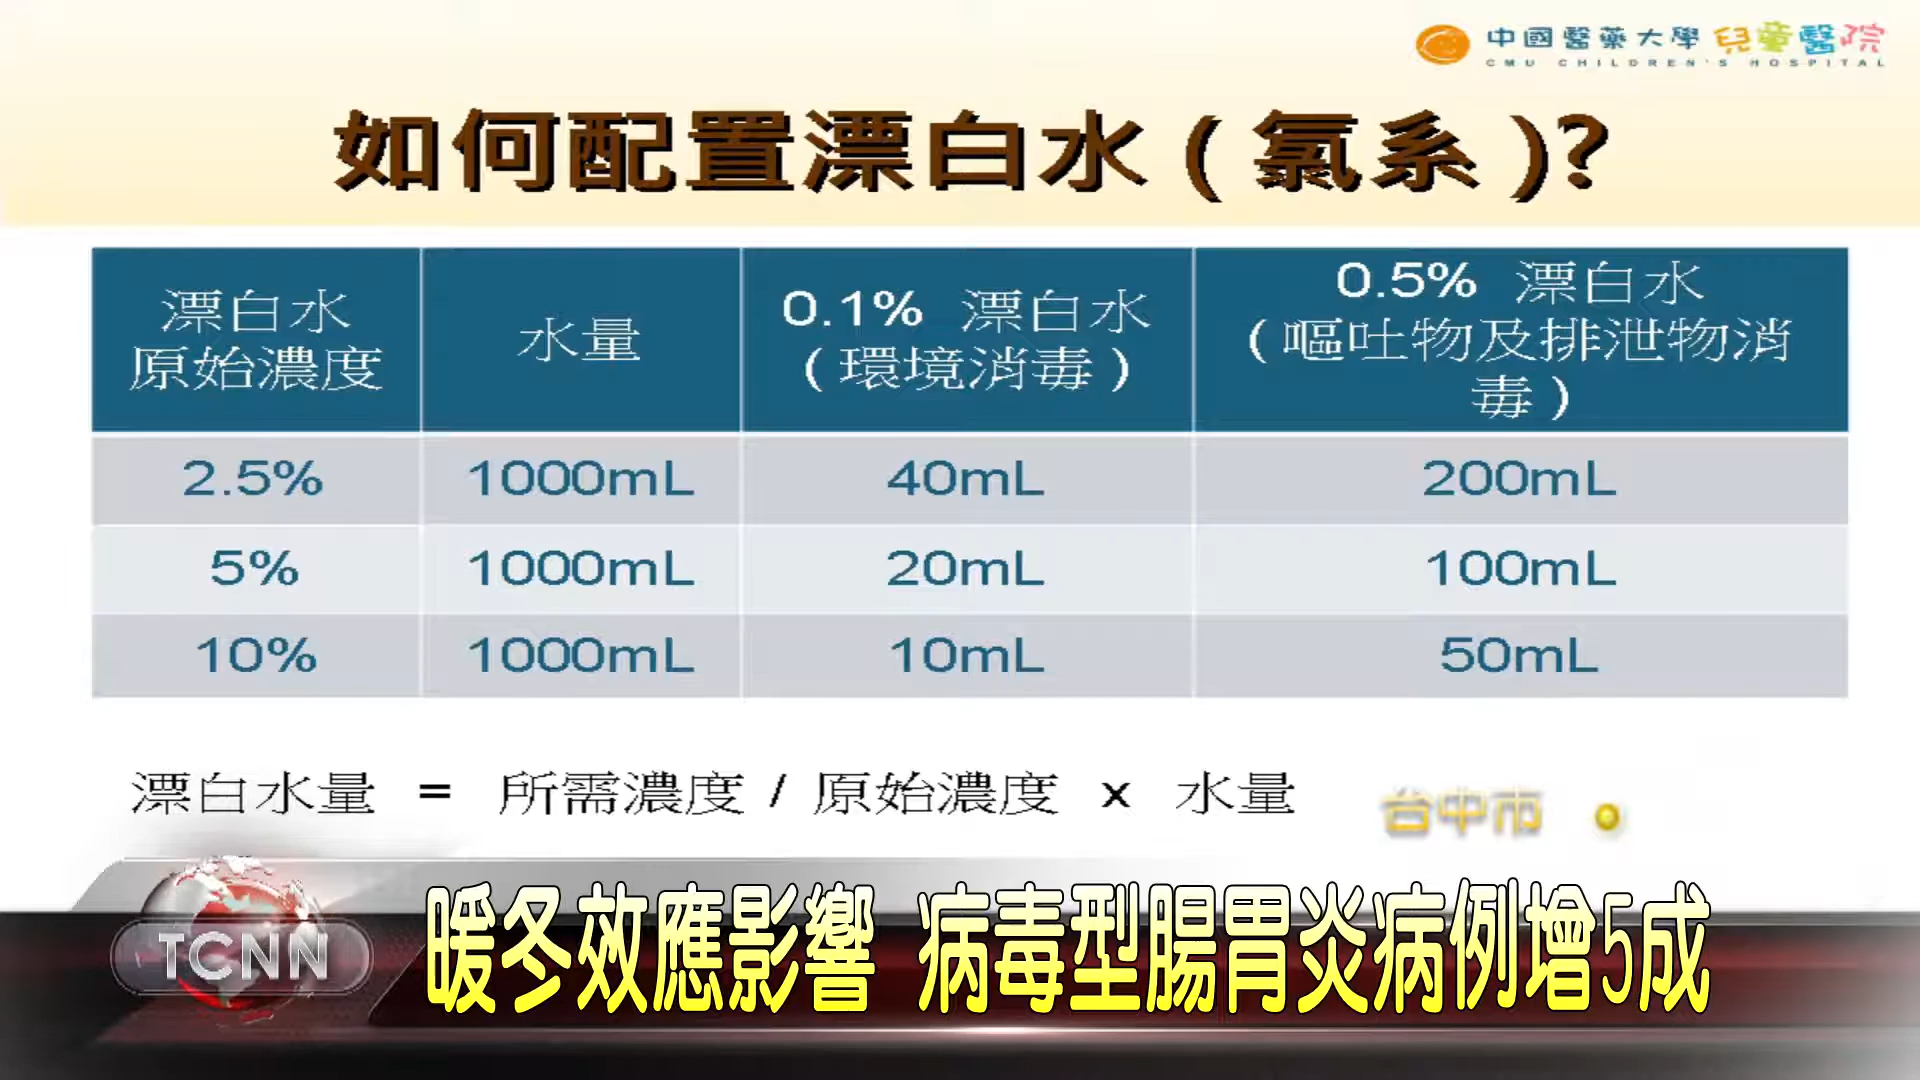 中國醫藥大學 兒童醫院
CMU CHILDREN'S HOSPITAL
如何配置漂白水(氯系)?
漂白水
原始濃度
水量
0.1% 漂白水
(環境消毒)
0.5% 漂白水
(嘔吐物及排泄物消
毒)
2.5% 1000mL 40mL 200mL
5% 1000mL 20mL 100mL
10% 1000mL 10mL 50mL
漂白水量 = 所需濃度 / 原始濃度 x 水量
台中市
TCNN
暖冬效應影響 病毒型腸胃炎病例增5成